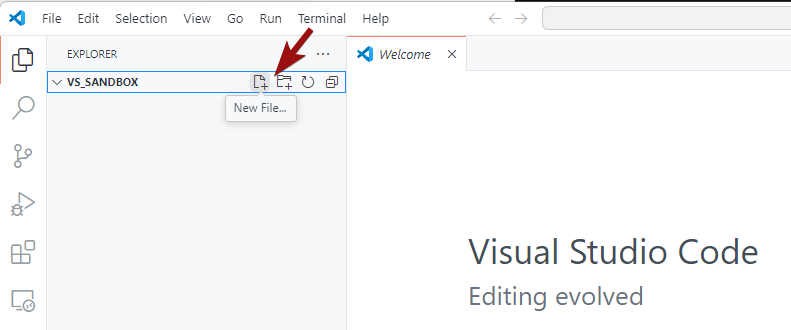 File Edit Selection View Go Run Terminal Help
EXPLORER
Welcome
VS_SANDBOX
New File...
Visual Studio Code
Editing evolved